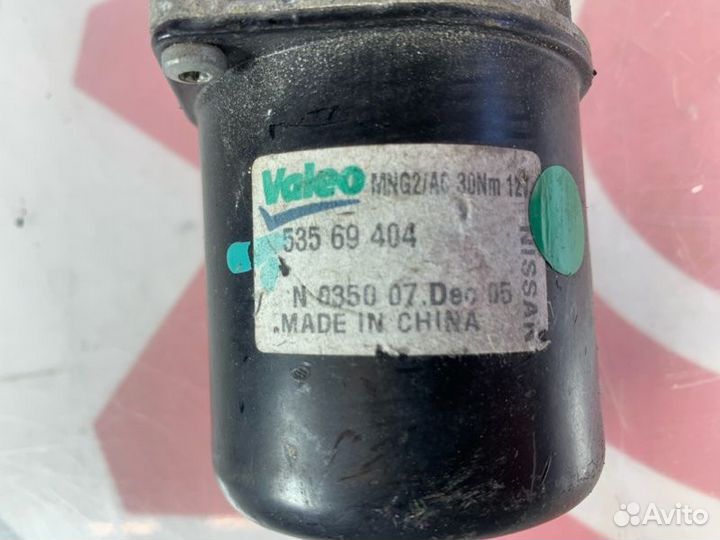 Valeo MNG2/AC 30Nm 12V
535 69 404
N 0350 07.Dec 05
MADE IN CHINA
NISSAN
Avito